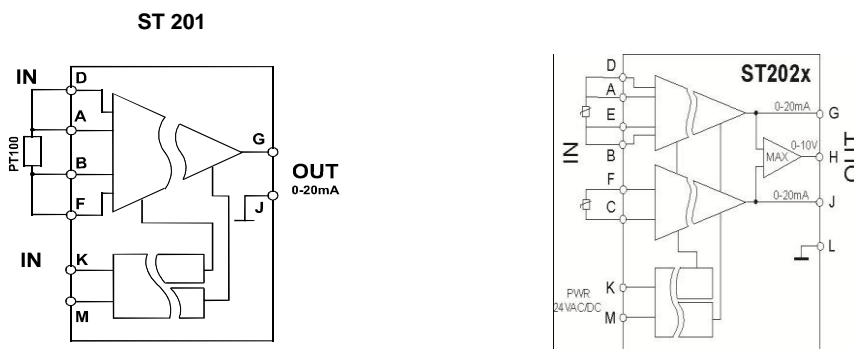 ST 201
IN
D
A
PT100
B
F
G
OUT
0-20mA
J
IN
K
M
ST202x
D
A
E
IN
B
F
C
0-20mA
G
0-10V
MAX
H
0-20mA
J
L
K
PWR
24VAC/DC
M